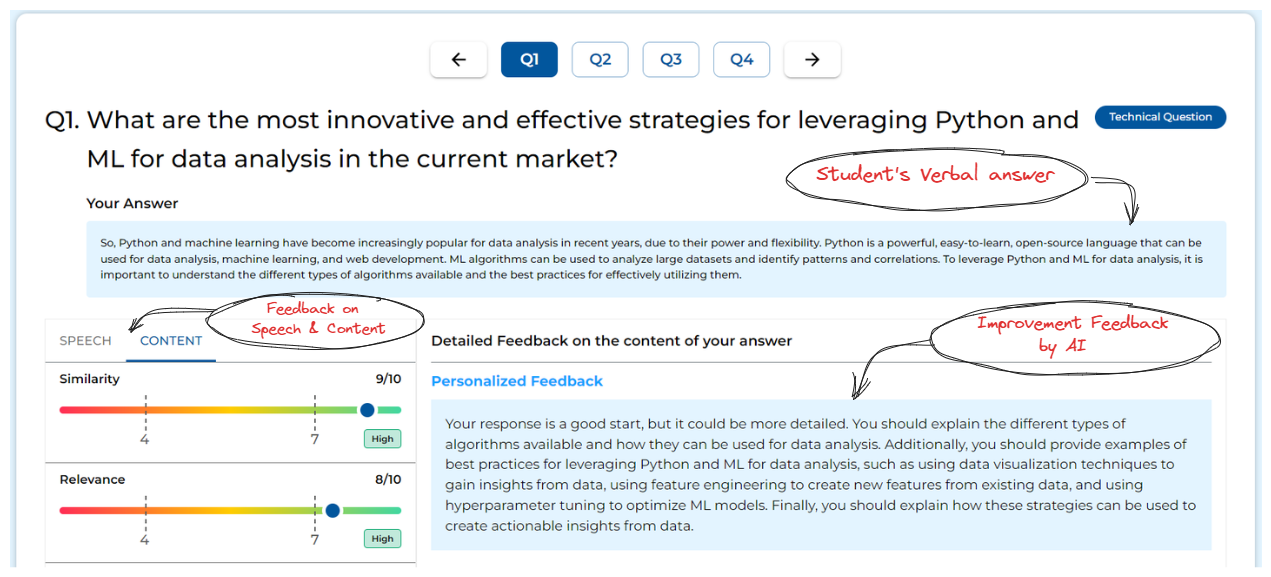 ← Q1 Q2 Q3 Q4 →
Q1. What are the most innovative and effective strategies for leveraging Python and
Technical Question
ML for data analysis in the current market?
Student's Verbal answer
Your Answer
So, Python and machine learning have become increasingly popular for data analysis in recent years, due to their power and flexibility. Python is a powerful, easy-to-learn, open-source language that can be
used for data analysis, machine learning, and web development. ML algorithms can be used to analyze large datasets and identify patterns and correlations. To leverage Python and ML for data analysis, it is
important to understand the different types of algorithms available and the best practices for effectively utilizing them.
Feedback on
Speech & Content
Improvement Feedback
by AI
SPEECH CONTENT
Similarity 9/10
4 7 High
Relevance 8/10
4 7 High
Detailed Feedback on the content of your answer
Personalized Feedback
Your response is a good start, but it could be more detailed. You should explain the different types of
algorithms available and how they can be used for data analysis. Additionally, you should provide examples of
best practices for leveraging Python and ML for data analysis, such as using data visualization techniques to
gain insights from data, using feature engineering to create new features from existing data, and using
hyperparameter tuning to optimize ML models. Finally, you should explain how these strategies can be used to
create actionable insights from data.